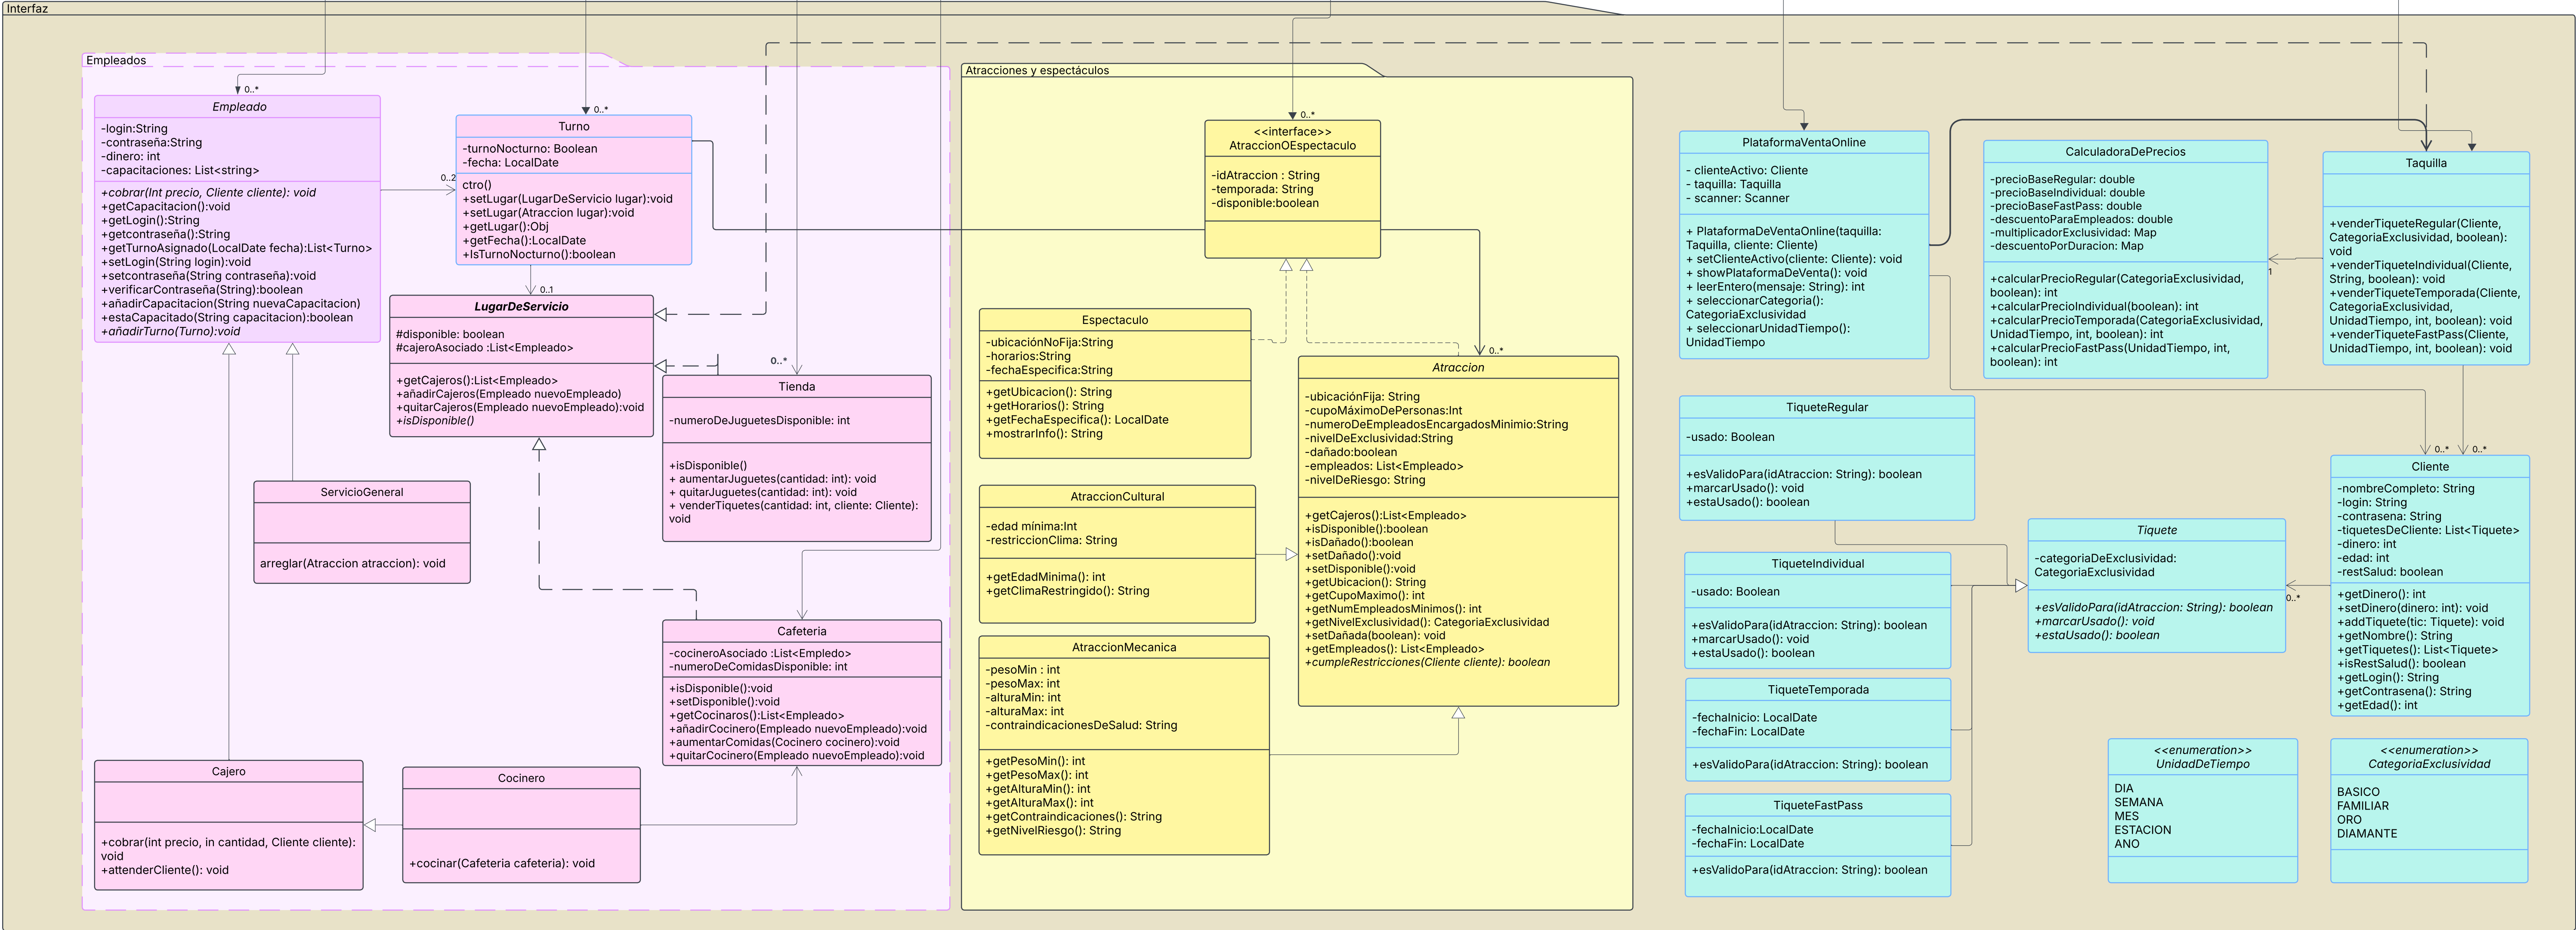 Interfaz
Empleados
0..*
Empleado
-login:String
-contraseña:String
-dinero: int
-capacitaciones: List<string>
+cobrar(Int precio, Cliente cliente): void
+getCapacitacion():void
+getLogin():String
+getcontraseña():String
+getTurnoAsignado(LocalDate fecha):List<Turno>
+setLogin(String login):void
+setcontraseña(String contraseña):void
+verificarContraseña(String):boolean
+añadirCapacitacion(String nuevaCapacitacion)
+estaCapacitado(String capacitacion):boolean
+añadirTurno(Turno):void
0..2
0..*
Turno
-turnoNocturno: Boolean
-fecha: LocalDate
ctro()
+setLugar(LugarDeServicio lugar):void
+setLugar(Atraccion lugar):void
+getLugar():Obj
+getFecha():LocalDate
+IsTurnoNocturno():boolean
0..1
LugarDeServicio
#disponible: boolean
#cajeroAsociado :List<Empleado>
+getCajeros():List<Empleado>
+añadirCajeros(Empleado nuevoEmpleado)
+quitarCajeros(Empleado nuevoEmpleado):void
+isDisponible()
0..*
Tienda
-numeroDeJuguetesDisponible: int
+isDisponible()
+ aumentarJuguetes(cantidad: int): void
+ quitarJuguetes(cantidad: int): void
+ venderTiquetes(cantidad: int, cliente: Cliente):
void
ServicioGeneral
arreglar(Atraccion atraccion): void
Cafeteria
-cocineroAsociado :List<Empledo>
-numeroDeComidasDisponible: int
+isDisponible():void
+setDisponible():void
+getCocinaros():List<Empleado>
+añadirCocinero(Empleado nuevoEmpleado):void
+aumentarComidas(Cocinero cocinero):void
+quitarCocinero(Empleado nuevoEmpleado):void
Cajero
+cobrar(int precio, in cantidad, Cliente cliente):
void
+attenderCliente(): void
Cocinero
+cocinar(Cafeteria cafeteria): void
Atracciones y espectáculos
0..*
<<interface>>
AtraccionOEspectaculo
-idAtraccion : String
-temporada: String
-disponible:boolean
Espectaculo
-ubicaciónNoFija:String
-horarios:String
-fechaEspecifica:String
+getUbicacion(): String
+getHorarios(): String
+getFechaEspecifica(): LocalDate
+mostrarInfo(): String
0..*
Atraccion
-ubicaciónFija: String
-cupoMáximoDePersonas:Int
-numeroDeEmpleadosEncargadosMinimio:String
-nivelDeExclusividad:String
-dañado:boolean
-empleados: List<Empleado>
-nivelDeRiesgo: String
+getCajeros():List<Empleado>
+isDisponible():boolean
+isDañado():boolean
+setDañado():void
+setDisponible():void
+getUbicacion(): String
+getCupoMaximo(): int
+getNumEmpleadosMinimos(): int
+getNivelExclusividad(): CategoriaExclusividad
+setDañada(boolean): void
+getEmpleados(): List<Empleado>
+cumpleRestricciones(Cliente cliente): boolean
AtraccionCultural
-edad mínima:Int
-restriccionClima: String
+getEdadMinima(): int
+getClimaRestringido(): String
AtraccionMecanica
-pesoMin : int
-pesoMax: int
-alturaMin: int
-alturaMax: int
-contraindicacionesDeSalud: String
+getPesoMin(): int
+getPesoMax(): int
+getAlturaMin(): int
+getAlturaMax(): int
+getContraindicaciones(): String
+getNivelRiesgo(): String
PlataformaVentaOnline
- clienteActivo: Cliente
- taquilla: Taquilla
- scanner: Scanner
+ PlataformaDeVentaOnline(taquilla:
Taquilla, cliente: Cliente)
+ setClienteActivo(cliente: Cliente): void
+ showPlataformaDeVenta(): void
+ leerEntero(mensaje: String): int
+ seleccionarCategoria():
CategoriaExclusividad
+ seleccionarUnidadTiempo():
UnidadTiempo
CalculadoraDePrecios
-precioBaseRegular: double
-precioBaseIndividual: double
-precioBaseFastPass: double
-descuentoParaEmpleados: double
-multiplicadorExclusividad: Map
-descuentoPorDuracion: Map
+calcularPrecioRegular(CategoriaExclusividad,
boolean): int
+calcularPrecioIndividual(boolean): int
+calcularPrecioTemporada(CategoriaExclusividad,
UnidadTiempo, int, boolean): int
+calcularPrecioFastPass(UnidadTiempo, int,
boolean): int
1
Taquilla
+venderTiqueteRegular(Cliente,
CategoriaExclusividad, boolean):
void
+venderTiqueteIndividual(Cliente,
String, boolean): void
+venderTiqueteTemporada(Cliente,
CategoriaExclusividad,
UnidadTiempo, int, boolean): void
+venderTiqueteFastPass(Cliente,
UnidadTiempo, int, boolean): void
TiqueteRegular
-usado: Boolean
+esValidoPara(idAtraccion: String): boolean
+marcarUsado(): void
+estaUsado(): boolean
TiqueteIndividual
-usado: Boolean
+esValidoPara(idAtraccion: String): boolean
+marcarUsado(): void
+estaUsado(): boolean
TiqueteTemporada
-fechaInicio: LocalDate
-fechaFin: LocalDate
+esValidoPara(idAtraccion: String): boolean
TiqueteFastPass
-fechaInicio:LocalDate
-fechaFin: LocalDate
+esValidoPara(idAtraccion: String): boolean
Tiquete
-categoriaDeExclusividad:
CategoriaExclusividad
+esValidoPara(idAtraccion: String): boolean
+marcarUsado(): void
+estaUsado(): boolean
0..*
0..*
0..*
Cliente
-nombreCompleto: String
-login: String
-contrasena: String
-tiquetesDeCliente: List<Tiquete>
-dinero: int
-edad: int
-restSalud: boolean
+getDinero(): int
+setDinero(dinero: int): void
+addTiquete(tic: Tiquete): void
+getNombre(): String
+getTiquetes(): List<Tiquete>
+isRestSalud(): boolean
+getLogin(): String
+getContrasena(): String
+getEdad(): int
<<enumeration>>
UnidadDeTiempo
DIA
SEMANA
MES
ESTACION
ANO
<<enumeration>>
CategoriaExclusividad
BASICO
FAMILIAR
ORO
DIAMANTE